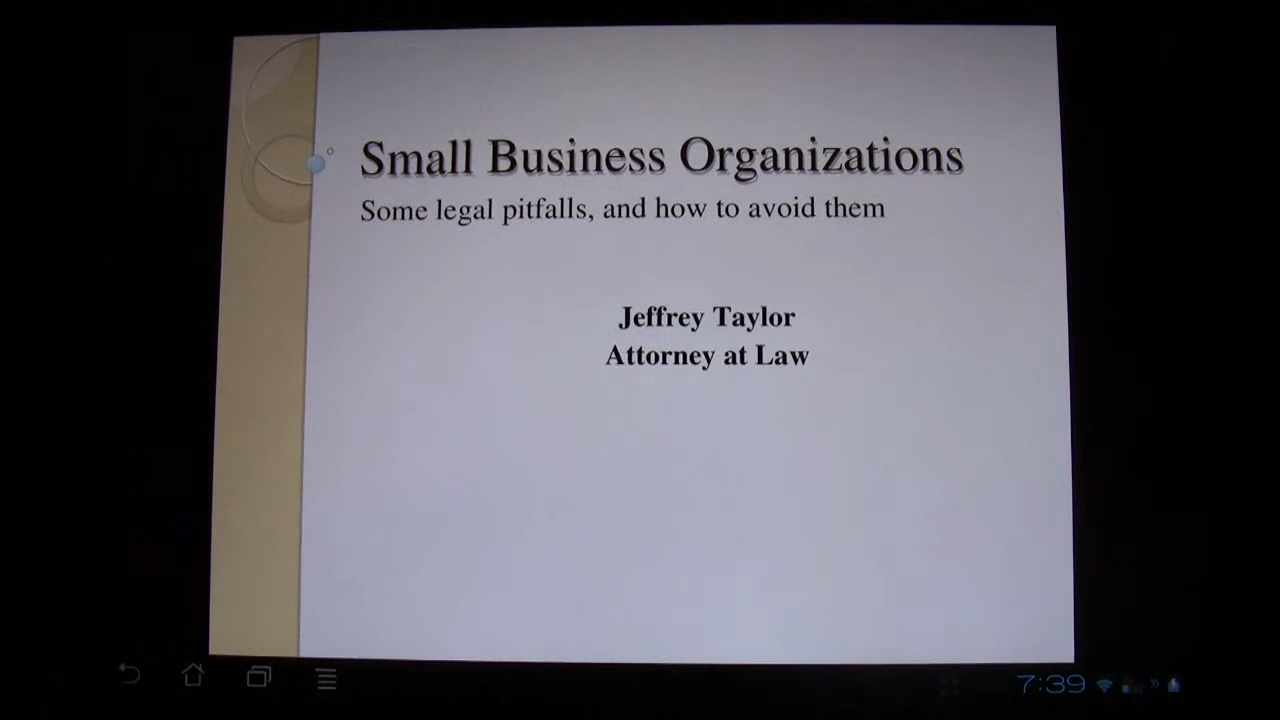 Small Business Organizations
Some legal pitfalls, and how to avoid them
Jeffrey Taylor
Attorney at Law
7:39